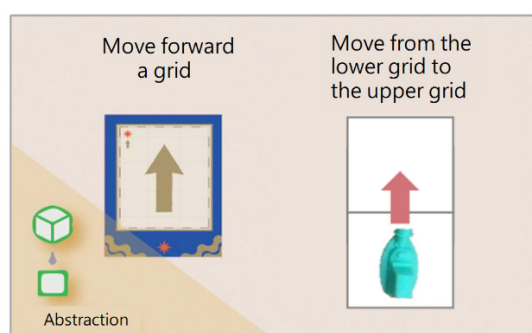 Move forward
a grid
Move from the
lower grid to
the upper grid
Abstraction